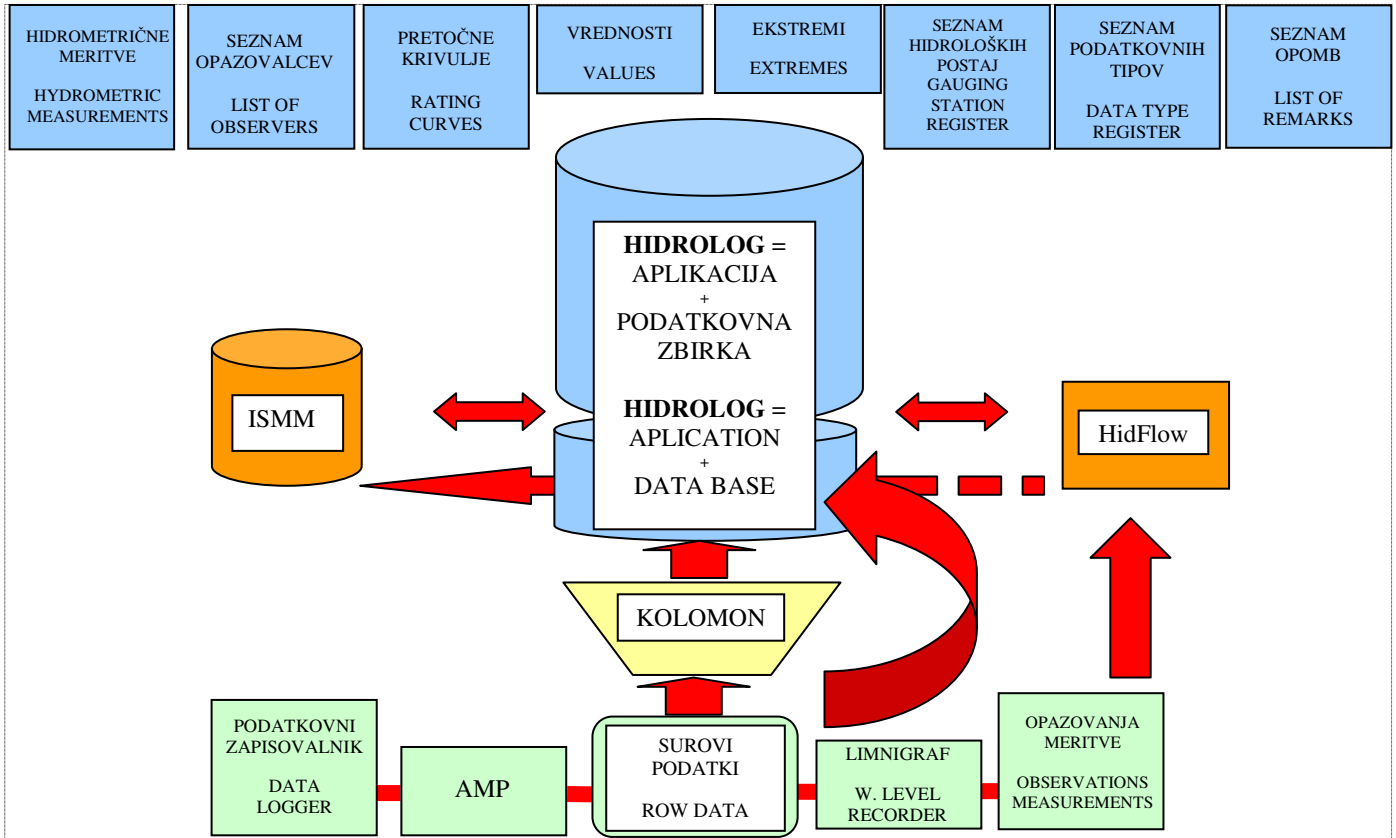 HIDROMETRIČNE
MERITVE
HYDROMETRIC
MEASUREMENTS
SEZNAM
OPAZOVALCEV
LIST OF
OBSERVERS
PRETOČNE
KRIVULJE
RATING
CURVES
VREDNOSTI
VALUES
EKSTREMI
EXTREMES
SEZNAM
HIDROLOŠKIH
POSTAJ
GAUGING
STATION
REGISTER
SEZNAM
PODATKOVNIH
TIPOV
DATA TYPE
REGISTER
SEZNAM
OPOMB
LIST OF
REMARKS
HIDROLOG =
APLIKACIJA
+
PODATKOVNA
ZBIRKA
HIDROLOG =
APLICATION
+
DATA BASE
ISMM
HidFlow
KOLOMON
PODATKOVNI
ZAPISOVALNIK
DATA
LOGGER
AMP
SUROVI
PODATKI
ROW DATA
LIMNIGRAF
W. LEVEL
RECORDER
OPAZOVANJA
MERITVE
OBSERVATIONS
MEASUREMENTS